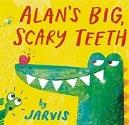 ALAN'S BIG,
SCARY TEETH
by
JARVIS